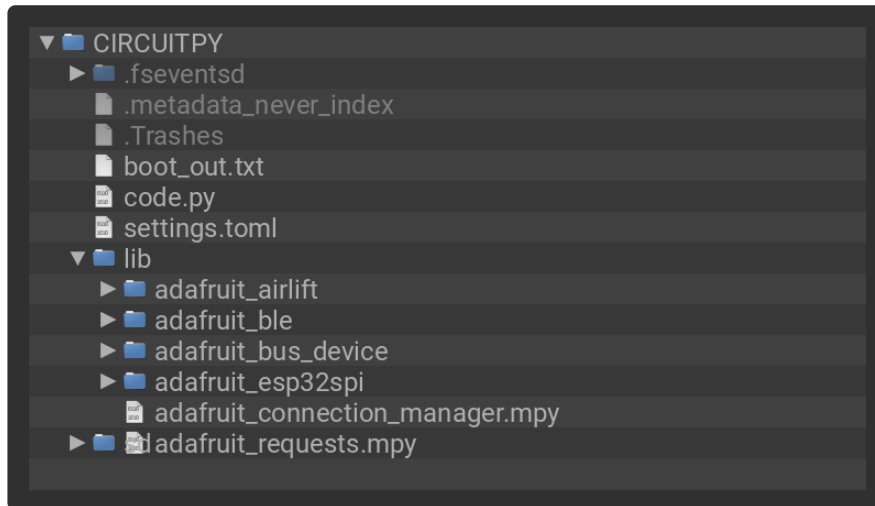 CIRCUITPY
.fseventsd
.metadata_never_index
.Trashes
boot_out.txt
code.py
settings.toml
lib
adafruit_airlift
adafruit_ble
adafruit_bus_device
adafruit_esp32spi
adafruit_connection_manager.mpy
adafruit_requests.mpy